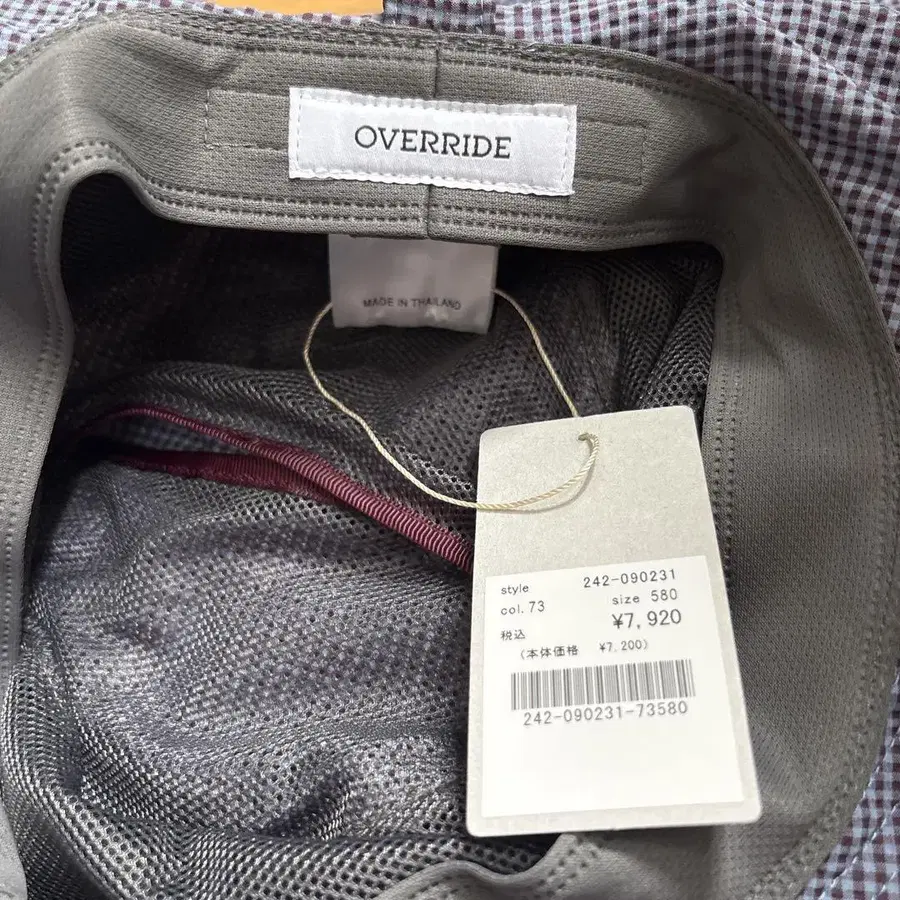 OVERRIDE
MADE IN THAILAND
style 242-090231
col. 73 size 580
¥7,920
税込
(本体価格 ¥7,200)
242-090231-73580